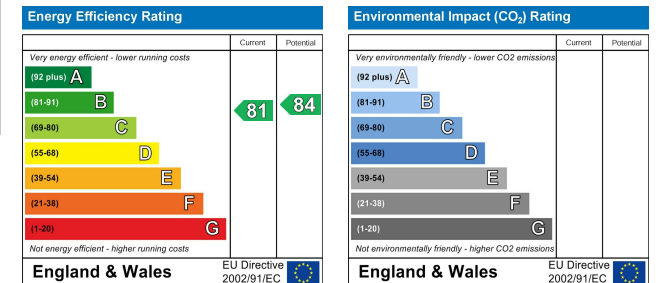 Energy Efficiency Rating
Current Potential
Very energy efficient - lower running costs
(92 plus) A
(81-91) B
(69-80) C
(55-68) D
(39-54) E
(21-38) F
(1-20) G
81 84
Not energy efficient - higher running costs
England & Wales
EU Directive
2002/91/EC
Environmental Impact (CO2) Rating
Current Potential
Very environmentally friendly - lower CO2 emissions
(92 plus) A
(81-91) B
(69-80) C
(55-68) D
(39-54) E
(21-38) F
(1-20) G
Not environmentally friendly - higher CO2 emissions
England & Wales
EU Directive
2002/91/EC